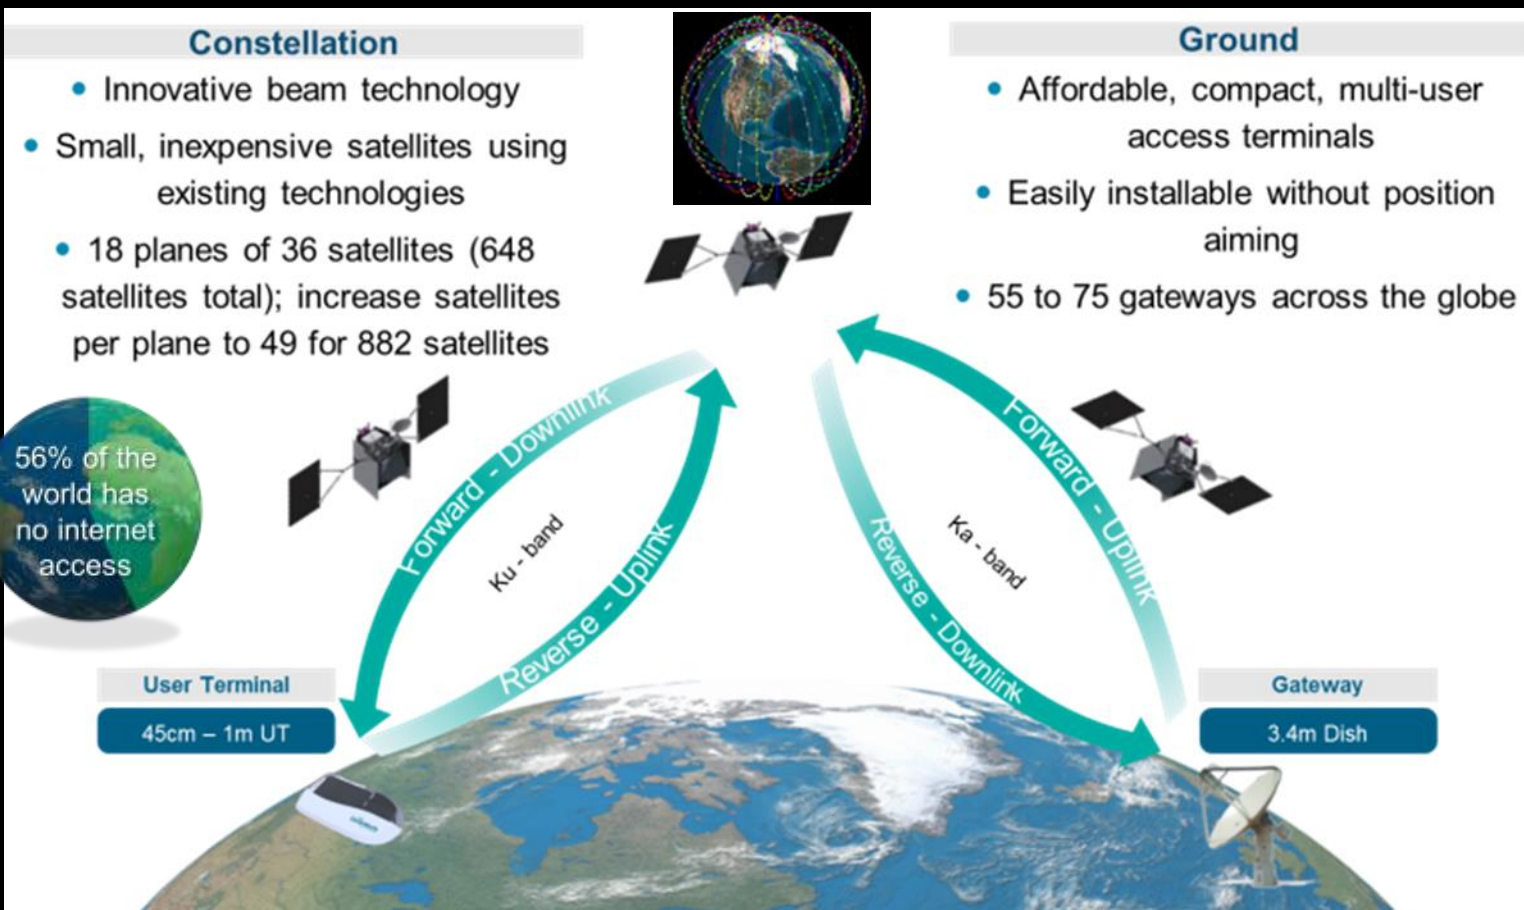 Constellation
• Innovative beam technology
• Small, inexpensive satellites using
existing technologies
• 18 planes of 36 satellites (648
satellites total); increase satellites
per plane to 49 for 882 satellites
Ground
• Affordable, compact, multi-user
access terminals
• Easily installable without position
aiming
• 55 to 75 gateways across the globe
56% of the
world has
no internet
access
Forward - Downlink
Ku - band
Reverse - Uplink
Forward - Uplink
Ka - band
Reverse - Downlink
User Terminal
45cm – 1m UT
Gateway
3.4m Dish